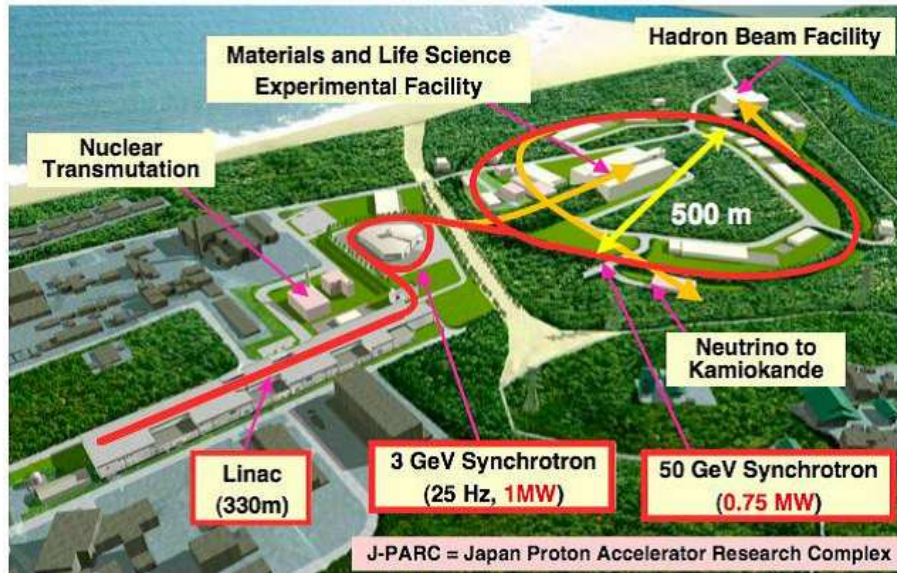 Hadron Beam Facility
Materials and Life Science
Experimental Facility
Nuclear
Transmutation
500 m
Neutrino to
Kamiokande
Linac
(330m)
3 GeV Synchrotron
(25 Hz, 1MW)
50 GeV Synchrotron
(0.75 MW)
J-PARC = Japan Proton Accelerator Research Complex